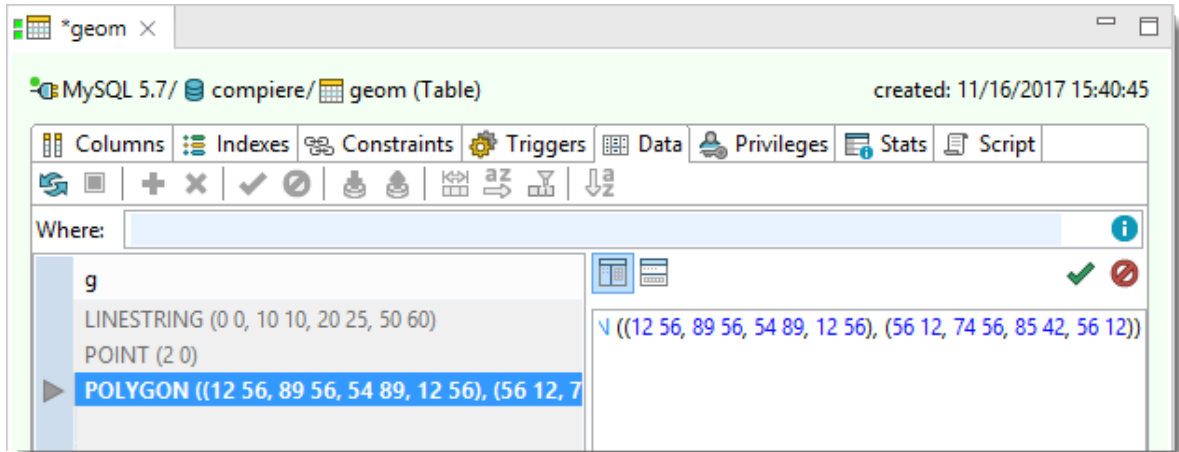 *geom
MySQL 5.7/ compiere/ geom (Table) created: 11/16/2017 15:40:45
Columns Indexes Constraints Triggers Data Privileges Stats Script
Where:
g
LINESTRING (0 0, 10 10, 20 25, 50 60)
POINT (2 0)
POLYGON ((12 56, 89 56, 54 89, 12 56), (56 12, 7
((12 56, 89 56, 54 89, 12 56), (56 12, 74 56, 85 42, 56 12))